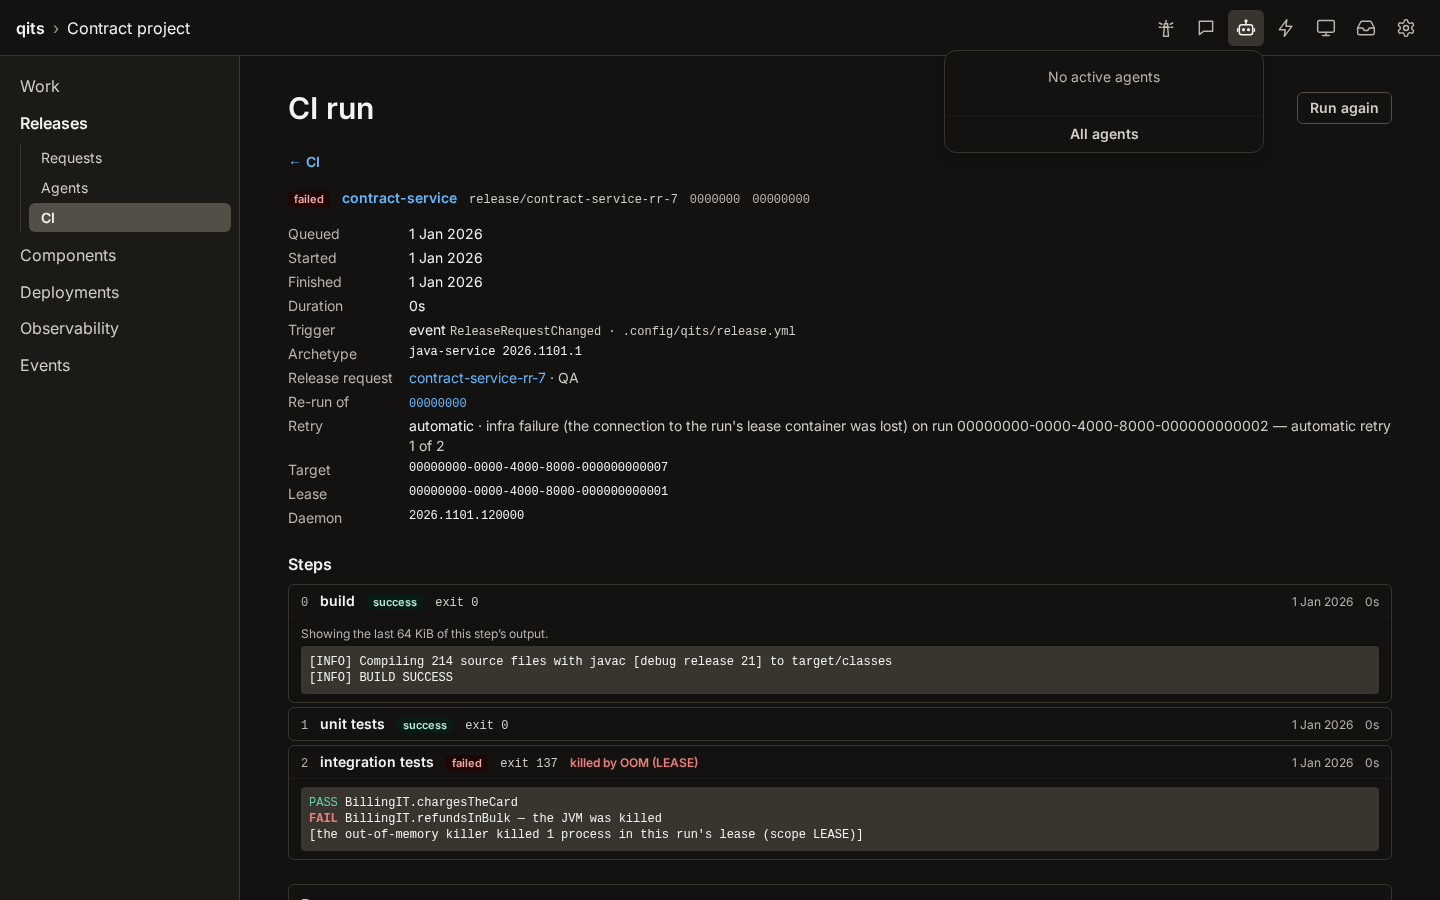 qits › Contract project
No active agents
All agents
Work
Releases
Requests
Agents
CI
Components
Deployments
Observability
Events
CI run
Run again
← CI
failed contract-service release/contract-service-rr-7 0000000 00000000
Queued 1 Jan 2026
Started 1 Jan 2026
Finished 1 Jan 2026
Duration 0s
Trigger event ReleaseRequestChanged · .config/qits/release.yml
Archetype java-service 2026.1101.1
Release request contract-service-rr-7 · QA
Re-run of 00000000
Retry automatic · infra failure (the connection to the run's lease container was lost) on run 00000000-0000-4000-8000-000000000002 — automatic retry
1 of 2
Target 00000000-0000-4000-8000-000000000007
Lease 00000000-0000-4000-8000-000000000001
Daemon 2026.1101.120000
Steps
0 build success exit 0 1 Jan 2026 0s
Showing the last 64 KiB of this step’s output.
[INFO] Compiling 214 source files with javac [debug release 21] to target/classes
[INFO] BUILD SUCCESS
1 unit tests success exit 0 1 Jan 2026 0s
2 integration tests failed exit 137 killed by OOM (LEASE) 1 Jan 2026 0s
PASS BillingIT.chargesTheCard
FAIL BillingIT.refundsInBulk — the JVM was killed
[the out-of-memory killer killed 1 process in this run's lease (scope LEASE)]